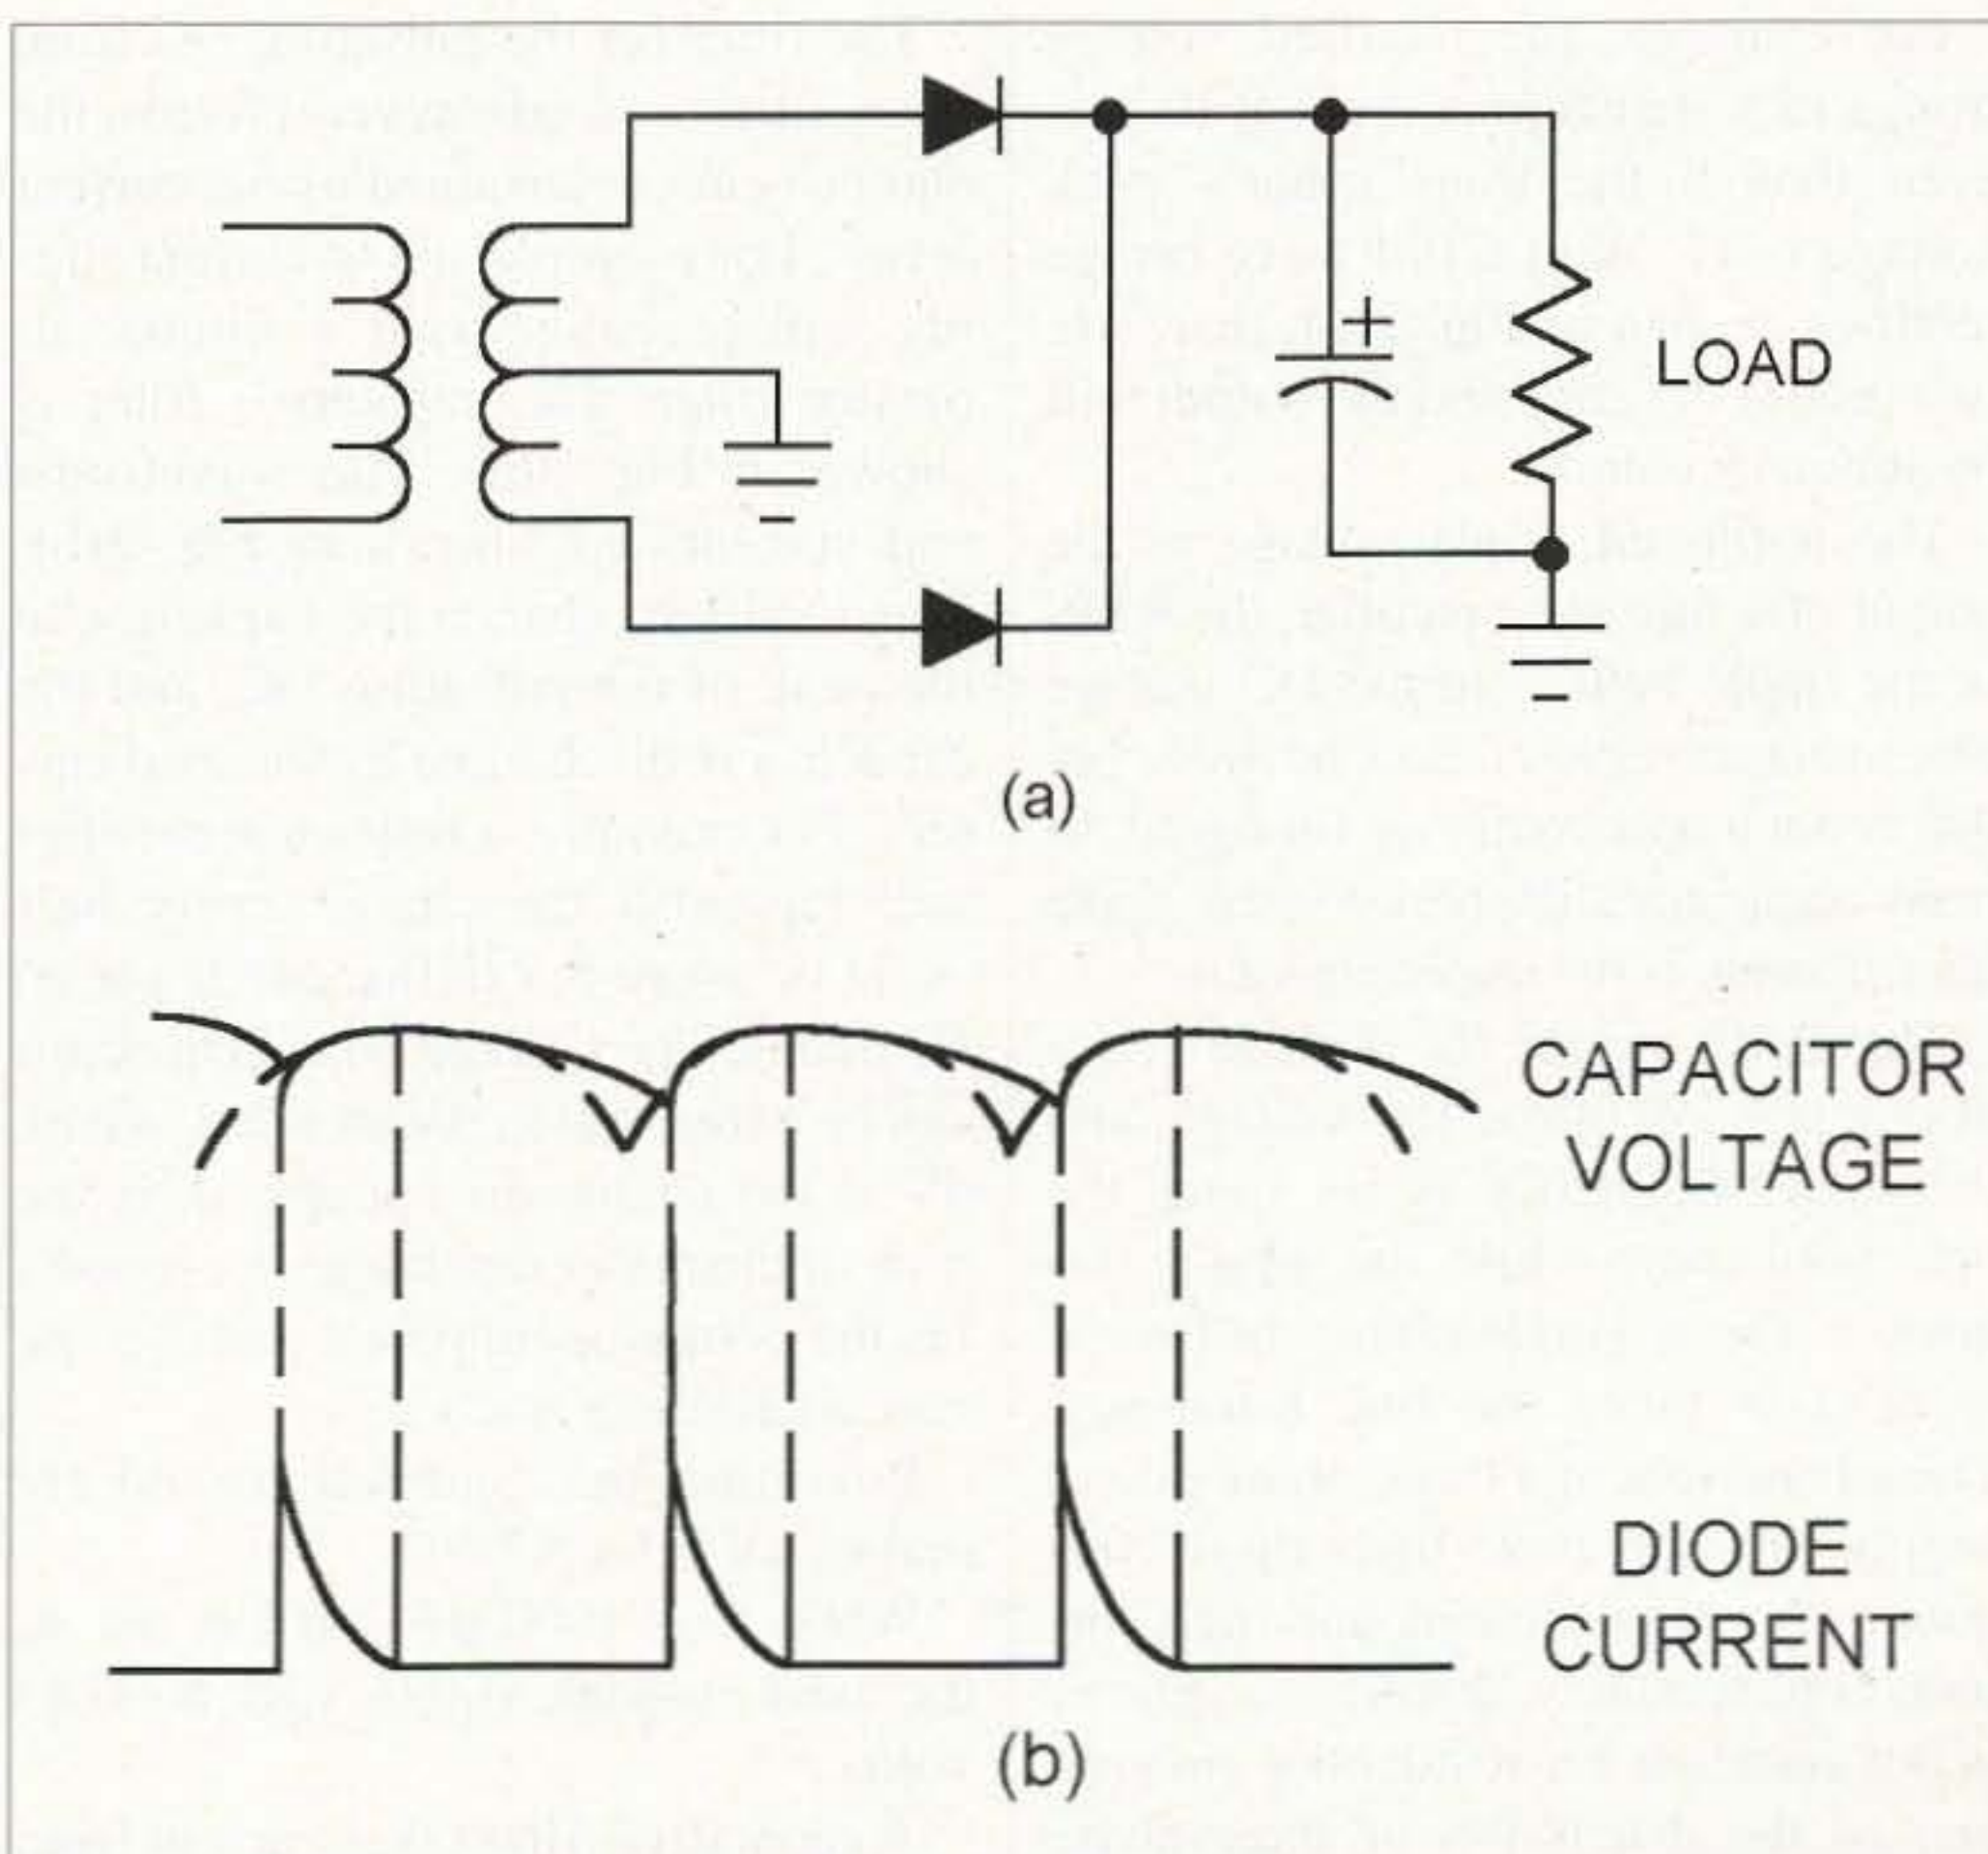 +
LOAD
(a)
CAPACITOR
VOLTAGE
DIODE
CURRENT
(b)